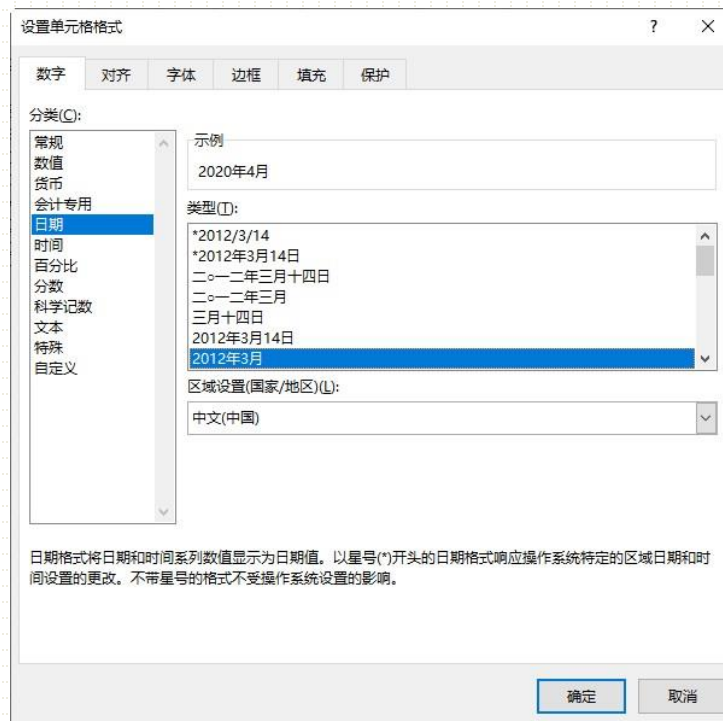 设置单元格格式
?
×
数字 对齐 字体 边框 填充 保护
分类(C):
常规
数值
货币
会计专用
日期
时间
百分比
分数
科学记数
文本
特殊
自定义
示例
2020年4月
类型(T):
*2012/3/14
*2012年3月14日
二○一二年三月十四日
二○一二年三月
三月十四日
2012年3月14日
2012年3月
区域设置(国家/地区)(L):
中文(中国)
日期格式将日期和时间系列数值显示为日期值。以星号(*)开头的日期格式响应操作系统特定的区域日期和时
间设置的更改。不带星号的格式不受操作系统设置的影响。
确定 取消